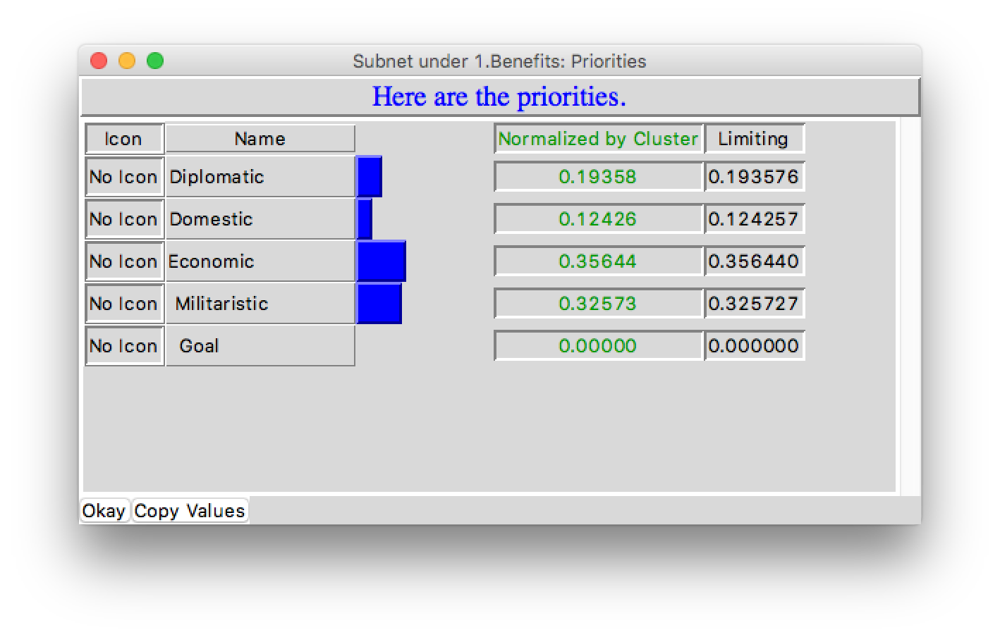 Subnet under 1.Benefits: Priorities
Here are the priorities.
Icon Name Normalized by Cluster Limiting
No Icon Diplomatic 0.19358 0.193576
No Icon Domestic 0.12426 0.124257
No Icon Economic 0.35644 0.356440
No Icon Militaristic 0.32573 0.325727
No Icon Goal 0.00000 0.000000
Okay Copy Values